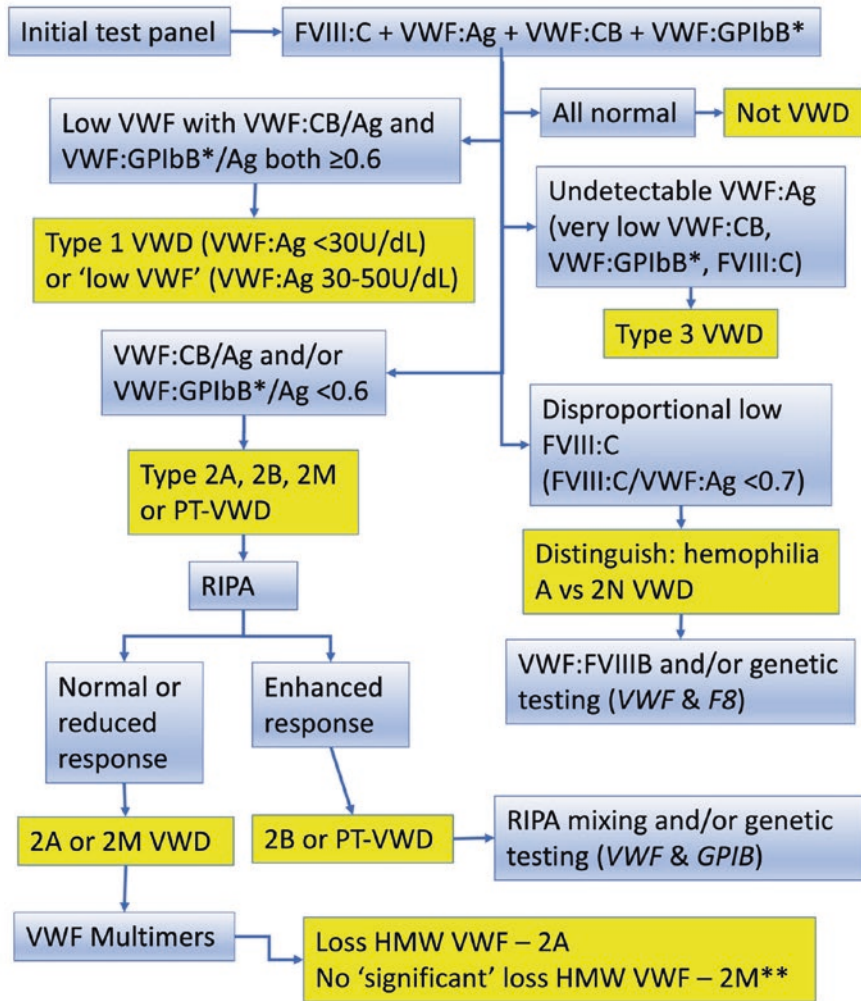 Initial test panel
FVIII:C + VWF:Ag + VWF:CB + VWF:GPIbB*
All normal
Not VWD
Low VWF with VWF:CB/Ag and
VWF:GPIbB*/Ag both ≥0.6
Type 1 VWD (VWF:Ag <30U/dL)
or ‘low VWF’ (VWF:Ag 30-50U/dL)
Undetectable VWF:Ag
(very low VWF:CB,
VWF:GPIbB*, FVIII:C)
Type 3 VWD
VWF:CB/Ag and/or
VWF:GPIbB*/Ag <0.6
Type 2A, 2B, 2M
or PT-VWD
RIPA
Normal or
reduced
response
Enhanced
response
2A or 2M VWD
2B or PT-VWD
RIPA mixing and/or genetic
testing (VWF & GPIB)
VWF Multimers
Loss HMW VWF – 2A
No ‘significant’ loss HMW VWF – 2M**
Disproportional low
FVIII:C
(FVIII:C/VWF:Ag <0.7)
Distinguish: hemophilia
A vs 2N VWD
VWF:FVIIIB and/or genetic
testing (VWF & F8)